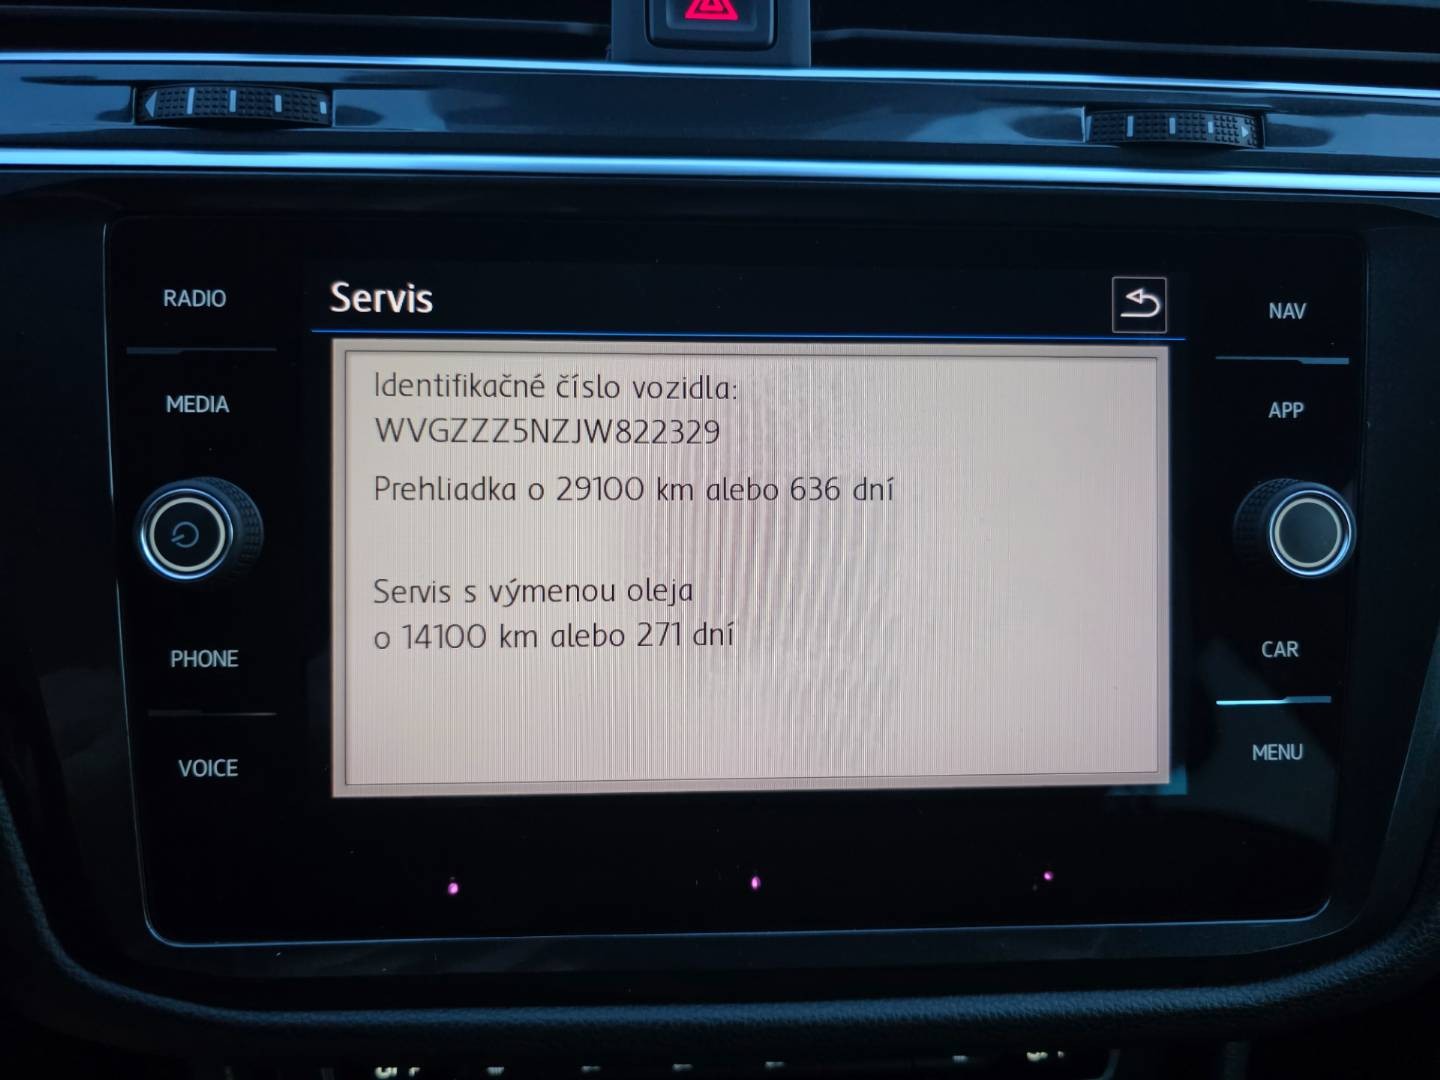 Servis
RADIO
MEDIA
PHONE
VOICE
Identifikačné číslo vozidla:
WVGZZZ5NZJW822329
Prehliadka o 29100 km alebo 636 dní
Servis s výmenou oleja
o 14100 km alebo 271 dní
NAV
APP
CAR
MENU